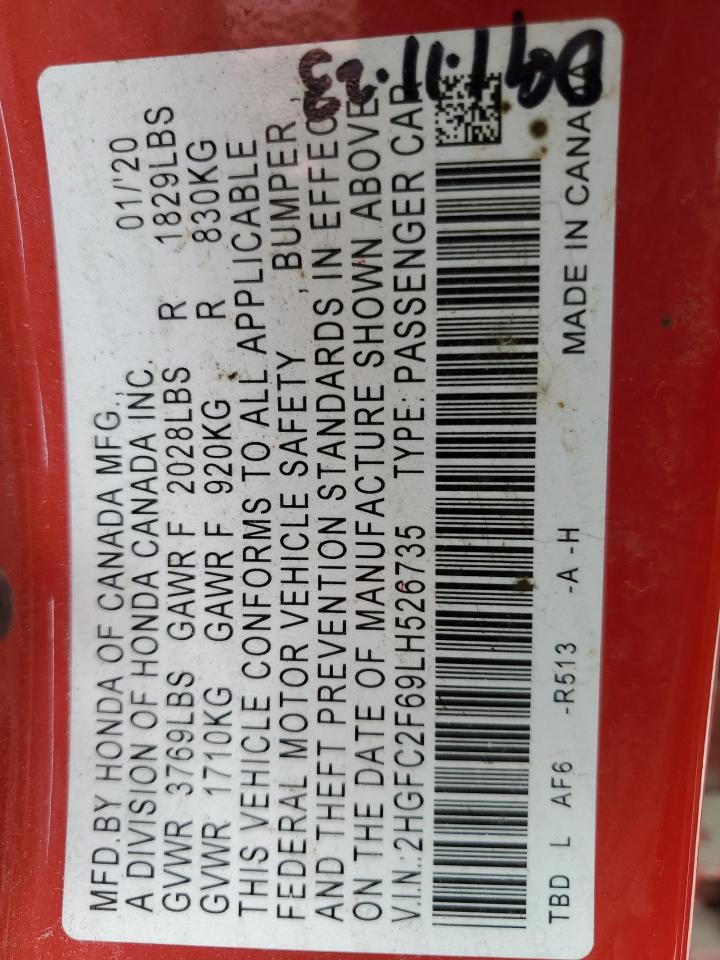 MFD.BY HONDA OF CANADA MFG.,
A DIVISION OF HONDA CANADA INC. 01/'20
GVWR 3769LBS GAWR F 2028LBS R 1829LBS
GVWR 1710KG GAWR F 920KG R 830KG
THIS VEHICLE CONFORMS TO ALL APPLICABLE
FEDERAL MOTOR VEHICLE SAFETY , BUMPER ,
AND THEFT PREVENTION STANDARDS IN EFFEC
ON THE DATE OF MANUFACTURE SHOWN ABOVE
V.I.N.:2HGFC2F69LH526735 TYPE: PASSENGER CAR
TBD L AF6 -R513 -A -H MADE IN CANADA